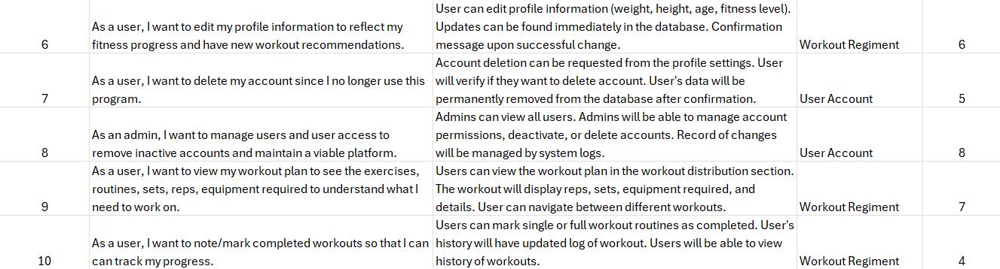 User can edit profile information (weight, height, age, fitness level).
As a user, I want to edit my profile information to reflect my
Updates can be found immediately in the database. Confirmation
6
fitness progress and have new workout recommendations.
message upon successful change.
Workout Regiment
6
Account deletion can be requested from the profile settings. User
As a user, I want to delete my account since I no longer use this
will verify if they want to delete account. User's data will be
7
program.
permanently removed from the database after confirmation.
User Account
5
Admins can view all users. Admins will be able to manage account
As an admin, I want to manage users and user access to
permissions, deactivate, or delete accounts. Record of changes
8
remove inactive accounts and maintain a viable platform.
will be managed by system logs.
User Account
8
As a user, I want to view my workout plan to see the exercises,
Users can view the workout plan in the workout distribution section.
routines, sets, reps, equipment required to understand what I
The workout will display reps, sets, equipment required, and
9
need to work on.
details. User can navigate between different workouts.
Workout Regiment
7
Users can mark single or full workout routines as completed. User's
As a user, I want to note/mark completed workouts so that I can
history will have updated log of workout. Users will be able to view
10
can track my progress.
history of workouts.
Workout Regiment
4